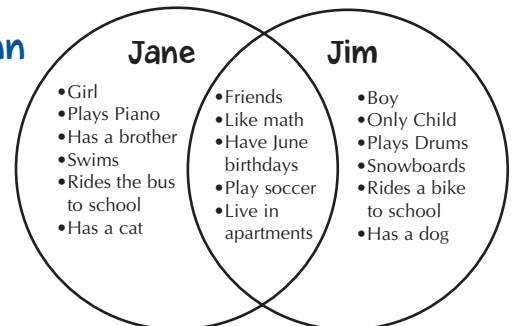 nn
Jane
•Girl
•Plays Piano
•Has a brother
•Swims
•Rides the bus
to school
•Has a cat
•Friends
•Like math
•Have June
birthdays
•Play soccer
•Live in
apartments
Jim
•Boy
•Only Child
•Plays Drums
•Snowboards
•Rides a bike
to school
•Has a dog